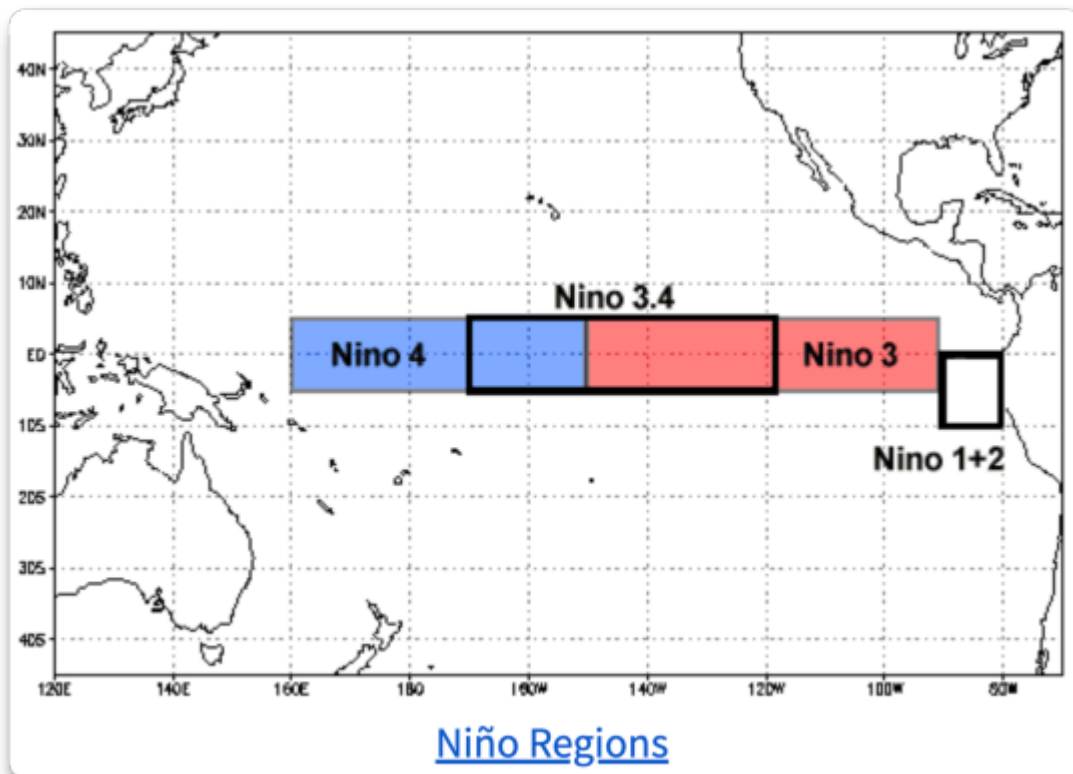 40N
30N
20N
10N
Nino 3.4
EQ
Nino 4
Nino 3
10S
Nino 1+2
20S
30S
40S
120E 140E 160E 180 160W 140W 120W 100W 80W
Niño Regions